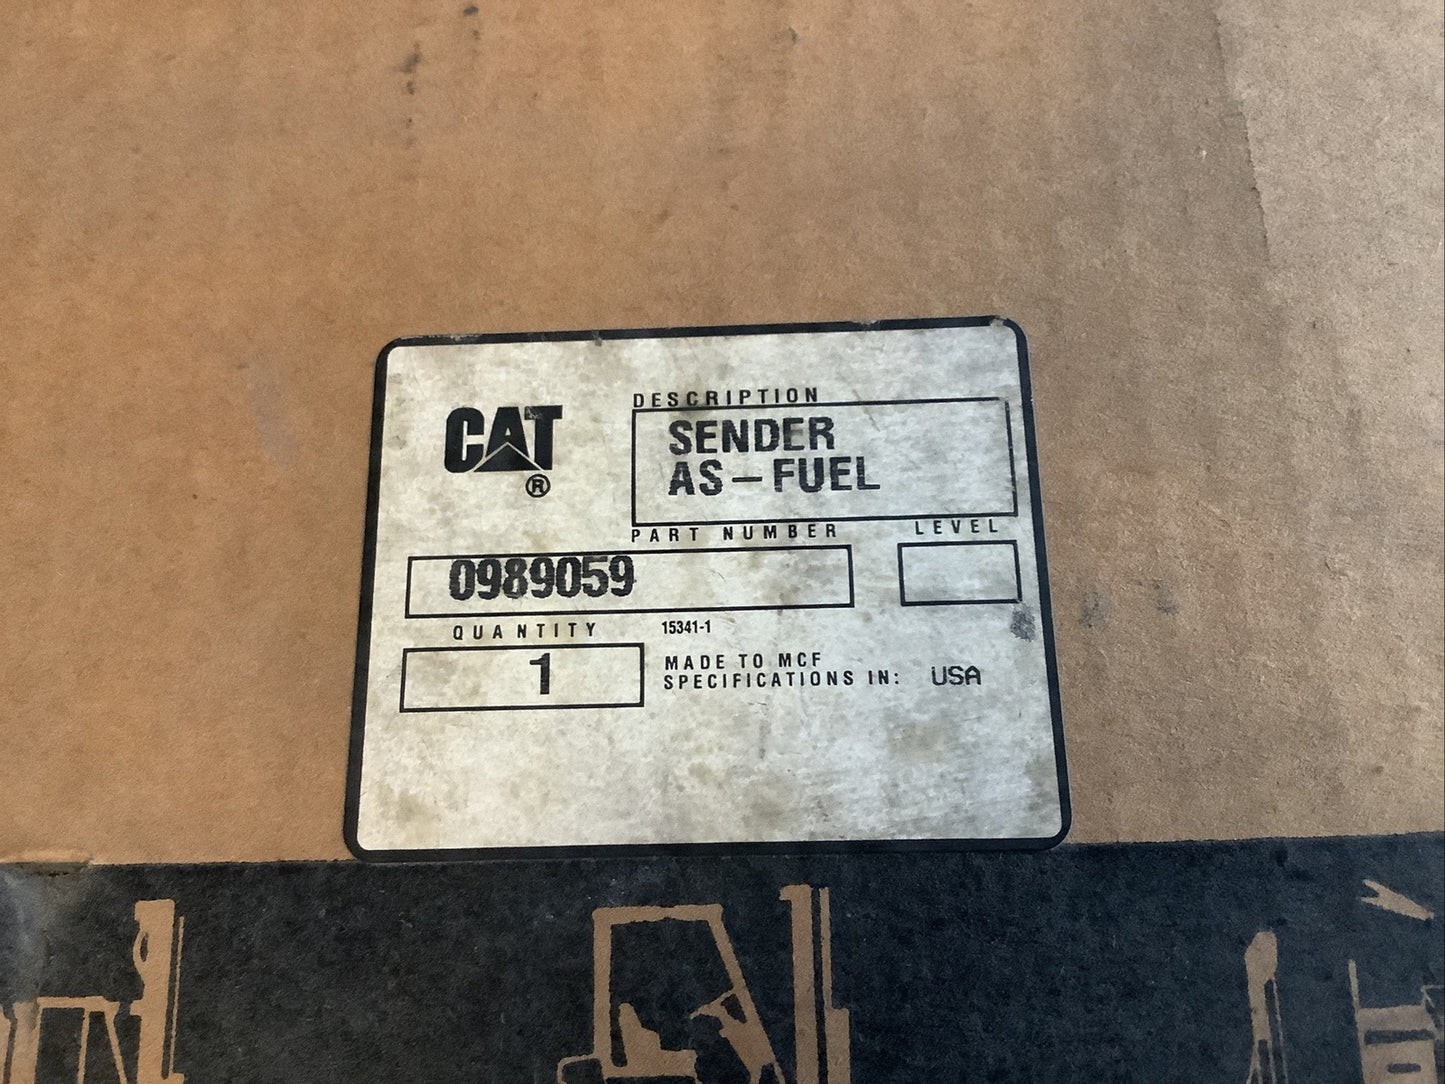 CAT
®
DESCRIPTION
SENDER
AS-FUEL
PART NUMBER
LEVEL
0989059
QUANTITY
15341-1
1
MADE TO MCF
SPECIFICATIONS IN: USA